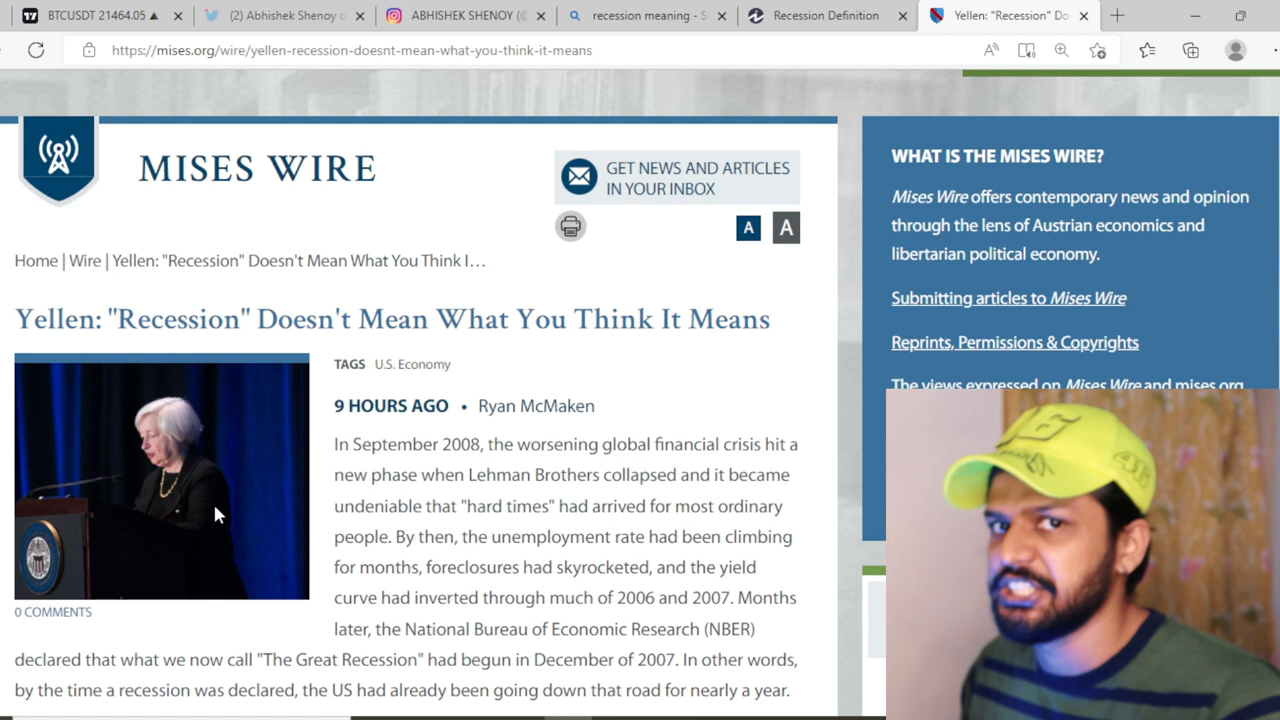 BTCUSDT 21464.05 ▲
(2) Abhishek Shenoy
ABHISHEK SHENOY (
recession meaning - S
Recession Definition
Yellen: "Recession" Do
https://mises.org/wire/yellen-recession-doesnt-mean-what-you-think-it-means
MISES WIRE
GET NEWS AND ARTICLES
IN YOUR INBOX
A A
Home | Wire | Yellen: "Recession" Doesn't Mean What You Think I…
Yellen: "Recession" Doesn't Mean What You Think It Means
TAGS U.S. Economy
9 HOURS AGO • Ryan McMaken
In September 2008, the worsening global financial crisis hit a
new phase when Lehman Brothers collapsed and it became
undeniable that "hard times" had arrived for most ordinary
people. By then, the unemployment rate had been climbing
for months, foreclosures had skyrocketed, and the yield
curve had inverted through much of 2006 and 2007. Months
later, the National Bureau of Economic Research (NBER)
declared that what we now call "The Great Recession" had begun in December of 2007. In other words,
by the time a recession was declared, the US had already been going down that road for nearly a year.
0 COMMENTS
WHAT IS THE MISES WIRE?
Mises Wire offers contemporary news and opinion
through the lens of Austrian economics and
libertarian political economy.
Submitting articles to Mises Wire
Reprints, Permissions & Copyrights
The views expressed on Mises Wire and mises.org